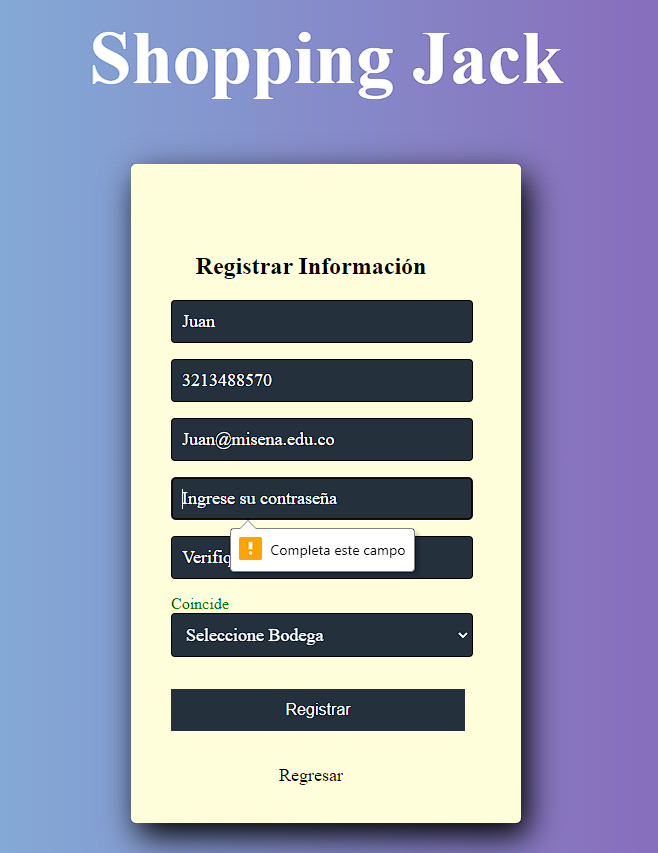 Shopping Jack
Registrar Información
Juan
3213488570
Juan@misena.edu.co
Ingrese su contraseña
Completa este campo
Coincide
Seleccione Bodega
Registrar
Regresar